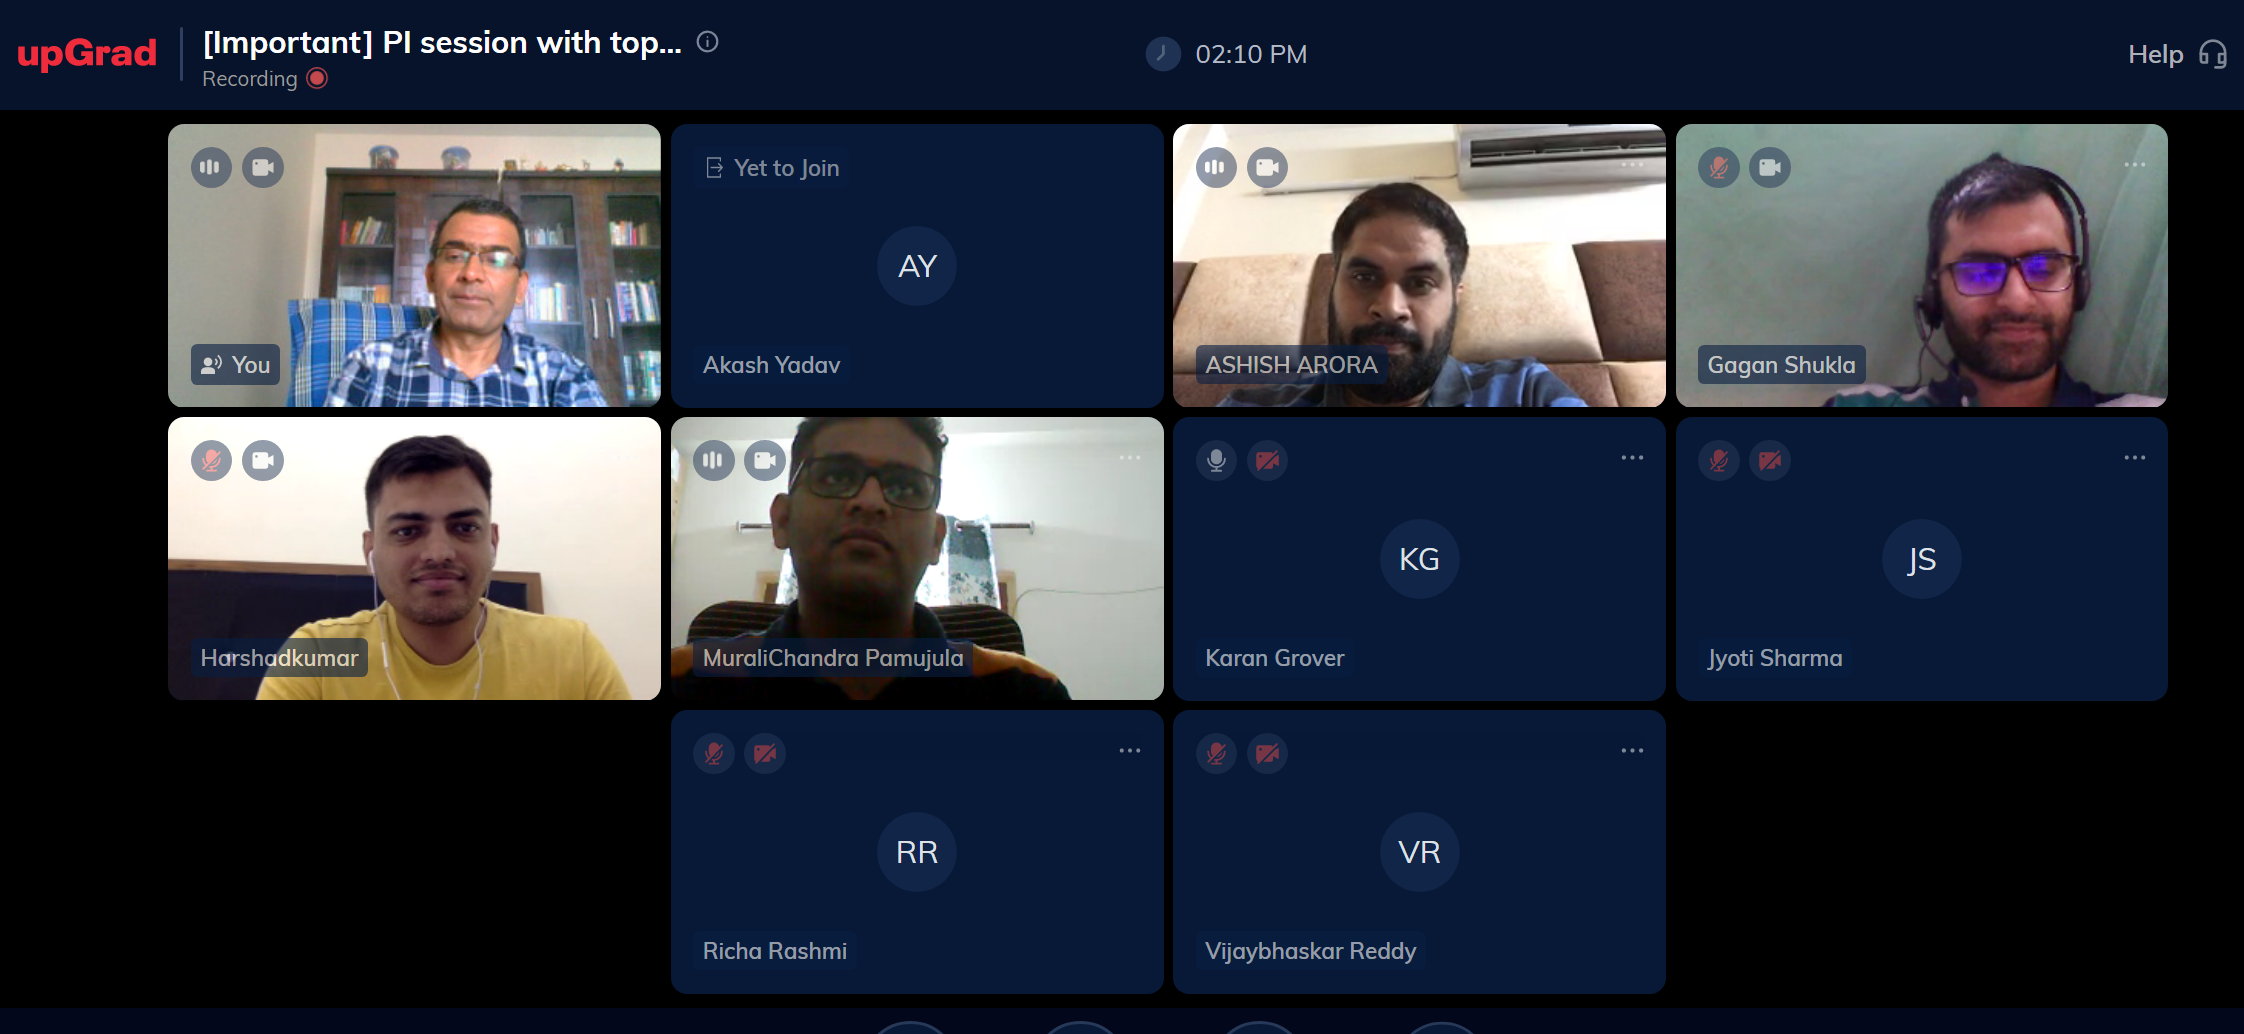 upGrad
[Important] PI session with top...
Recording
02:10 PM
Help
You
Yet to Join
AY
Akash Yadav
ASHISH ARORA
Gagan Shukla
Harshadkumar
MuraliChandra Pamujula
KG
Karan Grover
JS
Jyoti Sharma
RR
Richa Rashmi
VR
Vijaybhaskar Reddy